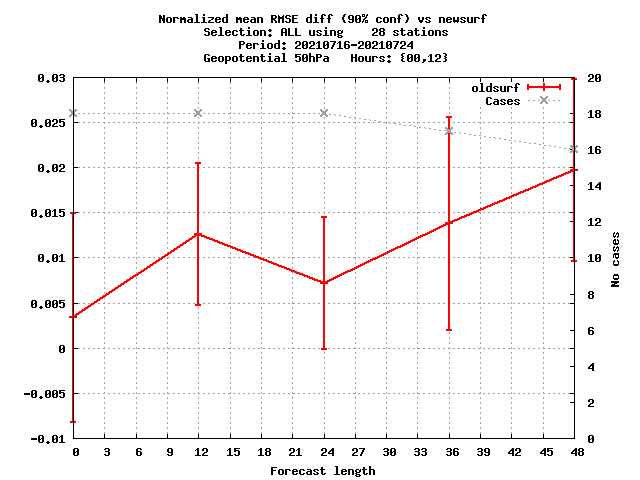 Normalized mean RMSE diff (90% conf) vs newsurf
Selection: ALL using    28 stations
Period: 20210716-20210724
Geopotential 50hPa   Hours: {00,12}
oldsurf
Cases
0.03
0.025
0.02
0.015
0.01
0.005
0
-0.005
-0.01
20
18
16
14
12
10
8
6
4
2
0
No cases
0 3 6 9 12 15 18 21 24 27 30 33 36 39 42 45 48
Forecast length